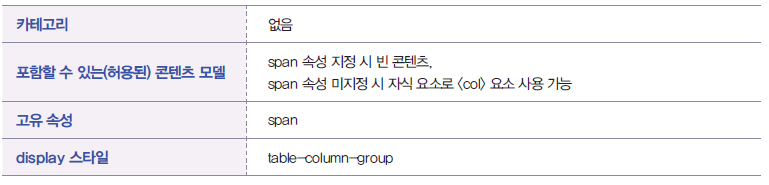 카테고리
없음
포함할 수 있는(허용된) 콘텐츠 모델
span 속성 지정 시 빈 콘텐츠,
span 속성 미지정 시 자식 요소로 〈col〉 요소 사용 가능
고유 속성
span
display 스타일
table-column-group